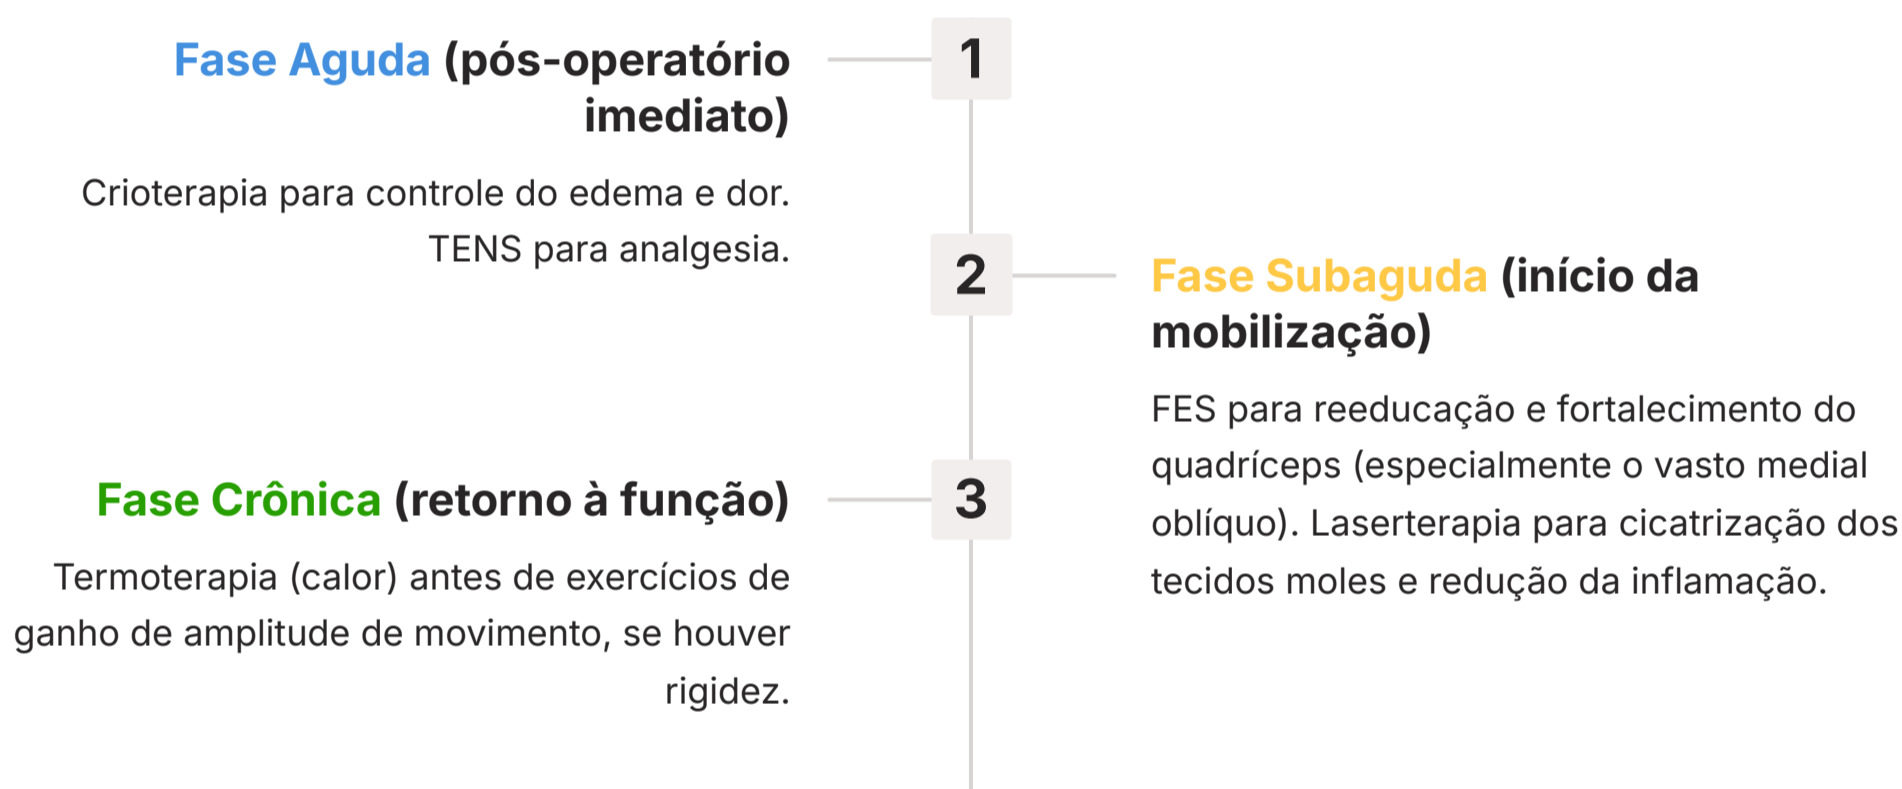 1
Fase Aguda (pós-operatório
imediato)
Crioterapia para controle do edema e dor.
TENS para analgesia.
2
Fase Subaguda (início da
mobilização)
FES para reeducação e fortalecimento do
quadríceps (especialmente o vasto medial
oblíquo). Laserterapia para cicatrização dos
tecidos moles e redução da inflamação.
3
Fase Crônica (retorno à função)
Termoterapia (calor) antes de exercícios de
ganho de amplitude de movimento, se houver
rigidez.